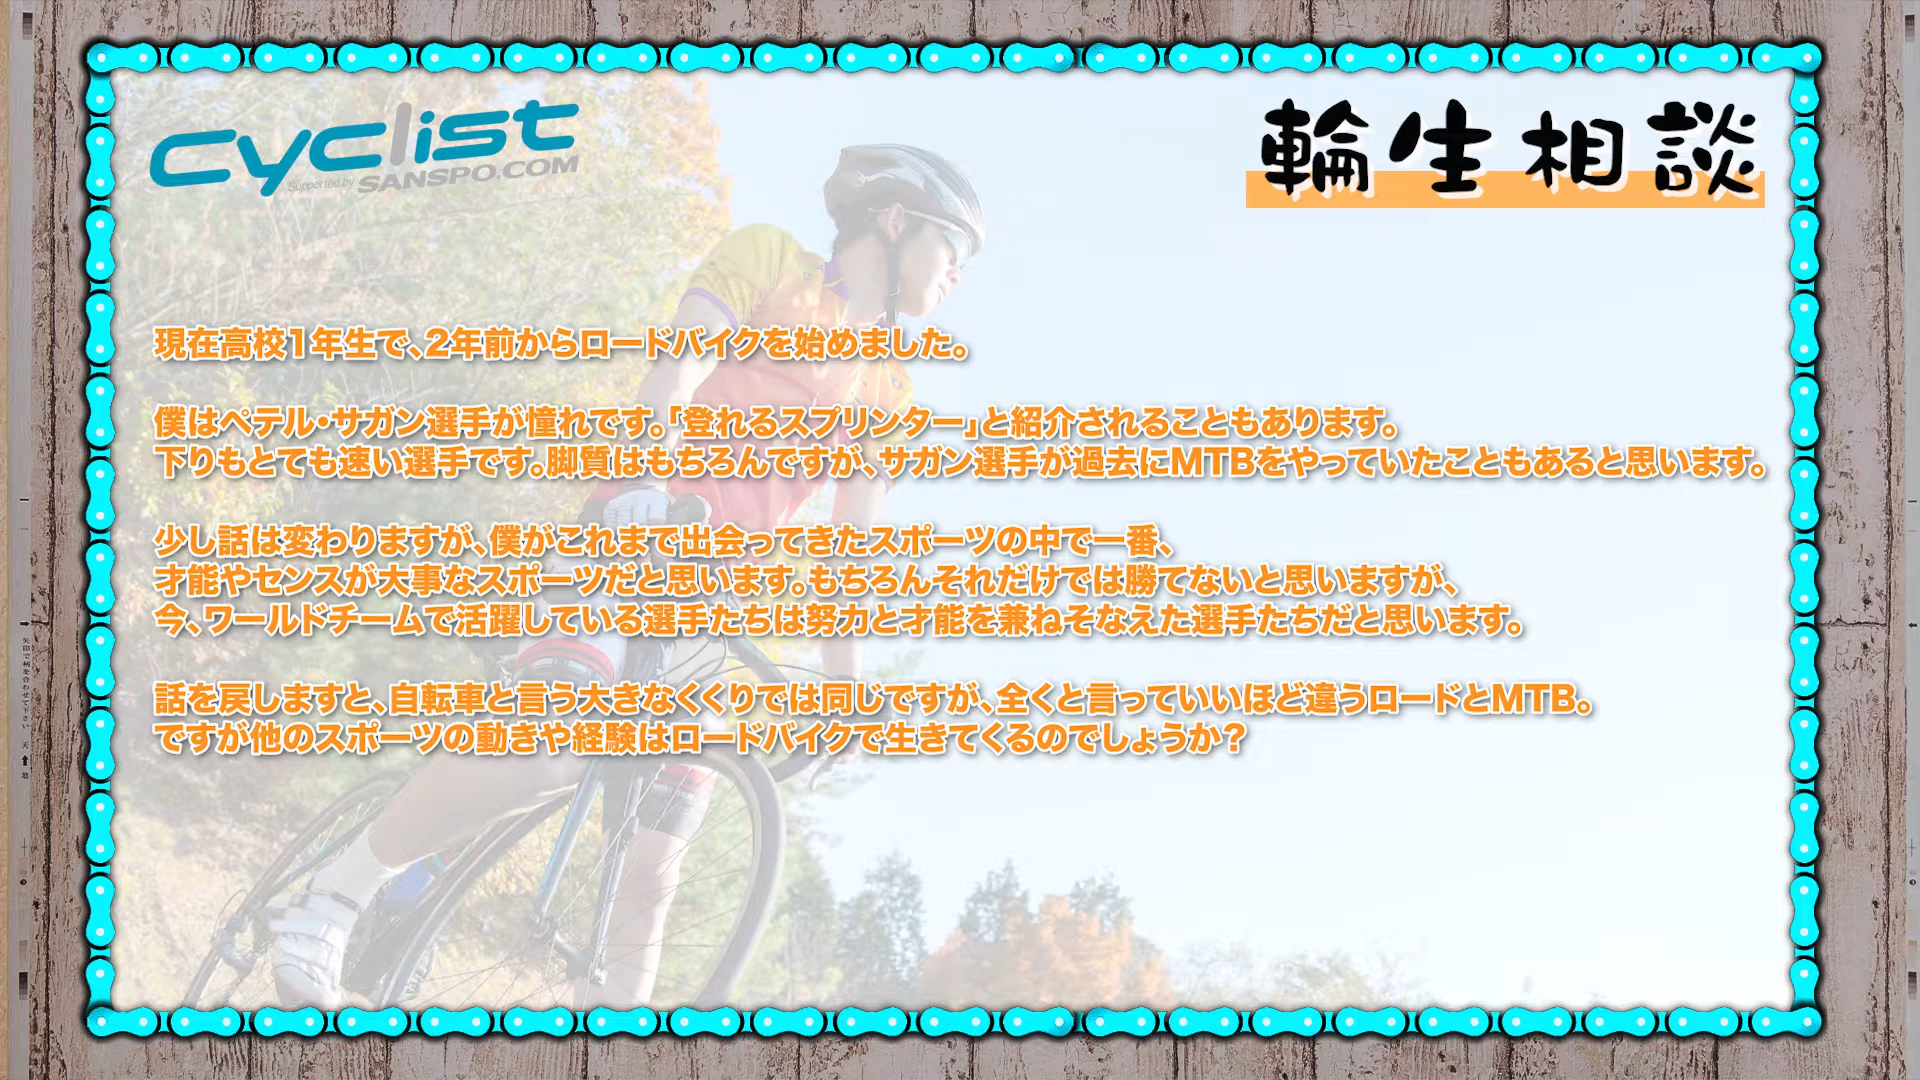 cyclist
Supported by SANSPO.COM
輪生相談
現在高校1年生で、2年前からロードバイクを始めました。
僕はペテル・サガン選手が憧れです。「登れるスプリンター」と紹介されることもあります。
下りもとても速い選手です。脚質はもちろんですが、サガン選手が過去にMTBをやっていたこともあると思います。
少し話は変わりますが、僕がこれまで出会ってきたスポーツの中で一番、
才能やセンスが大事なスポーツだと思います。もちろんそれだけでは勝てないと思いますが、
今、ワールドチームで活躍している選手たちは努力と才能を兼ねそなえた選手たちだと思います。
話を戻しますと、自転車と言う大きなくくりでは同じですが、全くと言っていいほど違うロードとMTB。
ですが他のスポーツの動きや経験はロードバイクで生きてくるのでしょうか？
矢印で柄を合わせて下さい 天 地